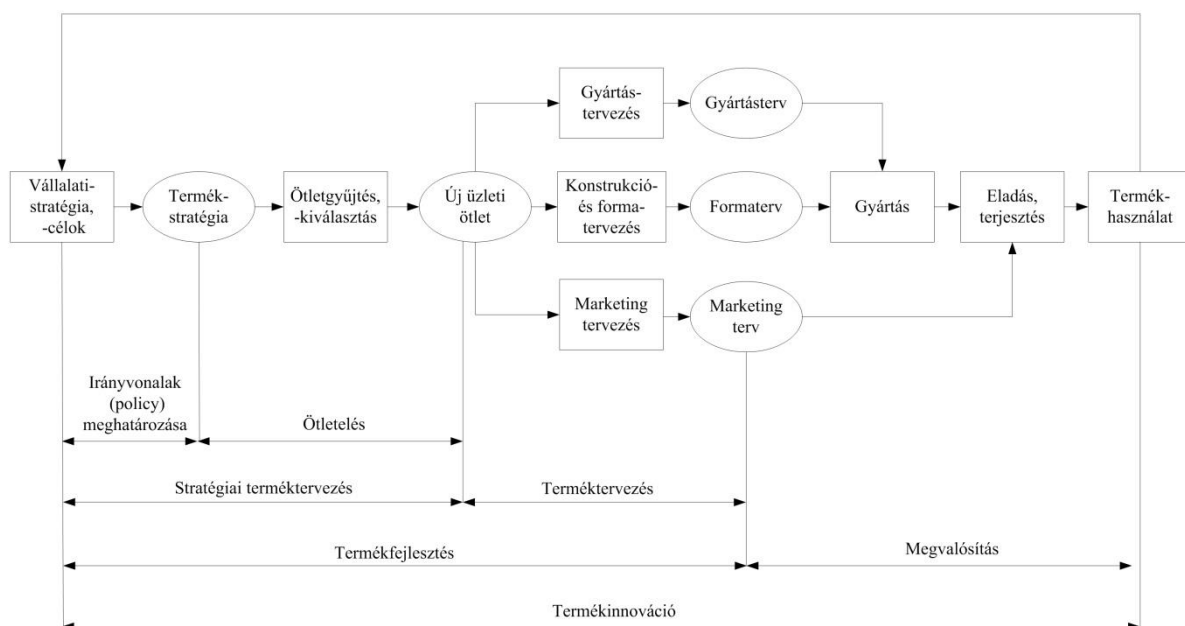 Gyártás-
tervezés
Gyártásterv
Vállalati-
stratégia,
-célok
Termék-
stratégia
Ötletgyűjtés,
-kiválasztás
Új üzleti
ötlet
Konstrukció-
és forma-
tervezés
Formaterv
Gyártás
Eladás,
terjesztés
Termék-
használat
Marketing
tervezés
Marketing
terv
Irányvonalak
(policy)
meghatározása
Ötletelés
Stratégiai terméktervezés
Terméktervezés
Termékfejlesztés
Megvalósítás
Termékinnováció